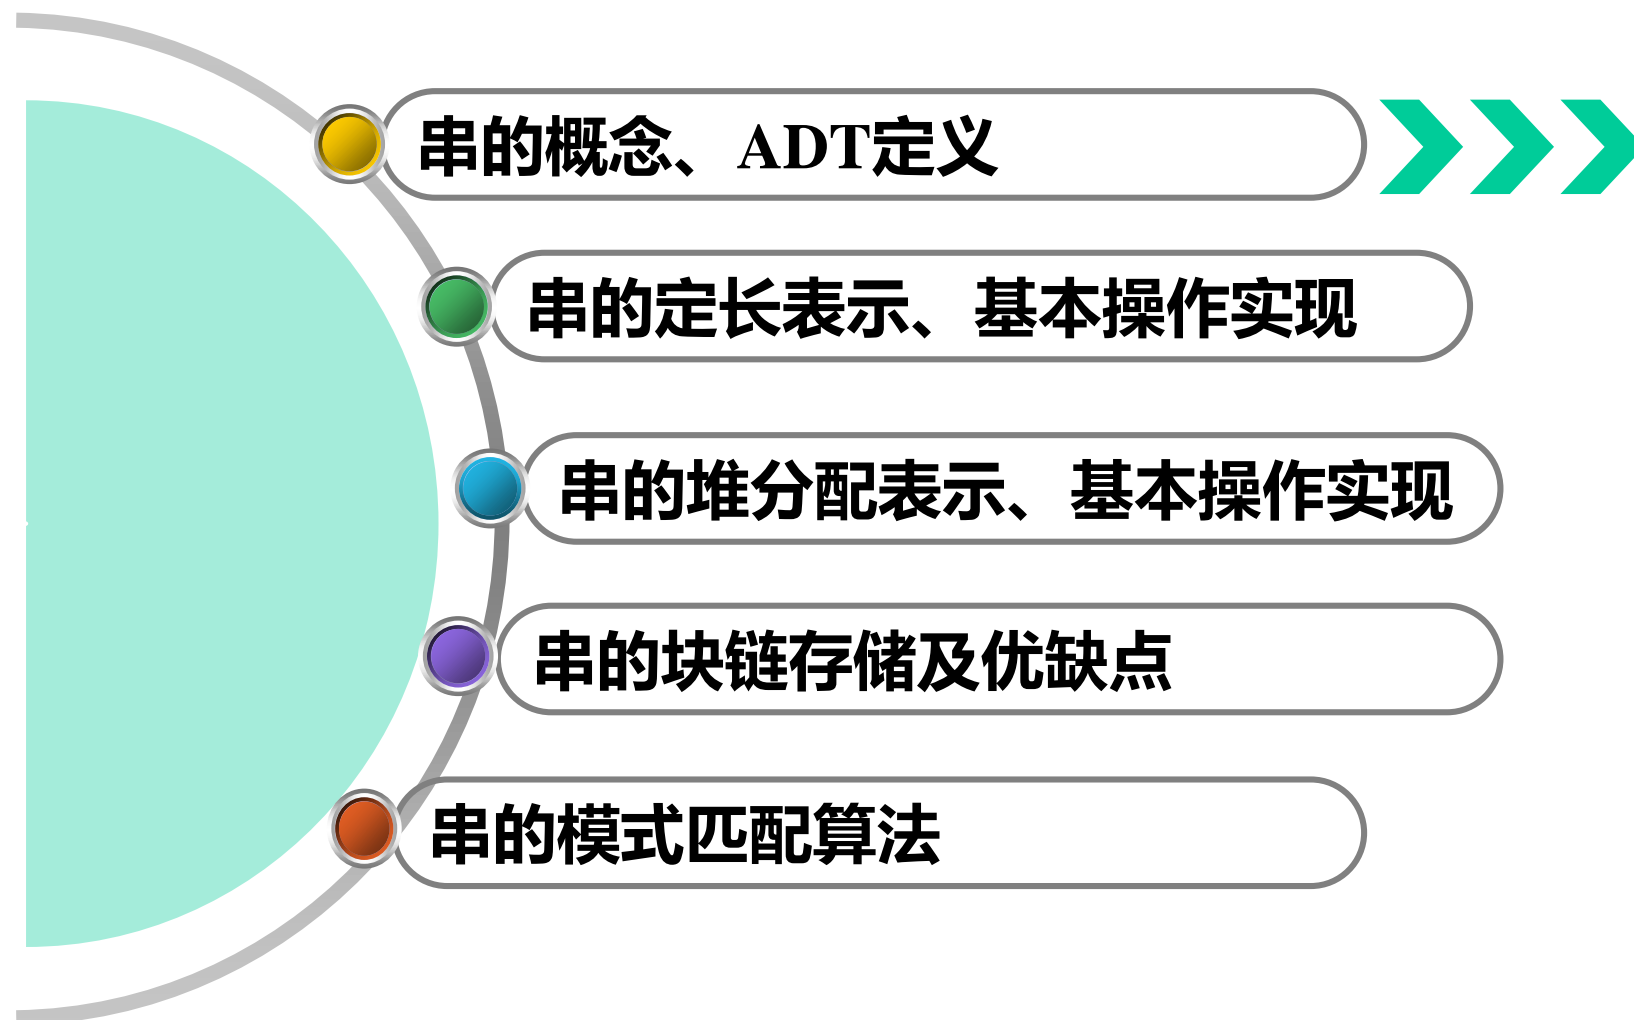 串的概念、ADT定义
串的定长表示、基本操作实现
串的堆分配表示、基本操作实现
串的块链存储及优缺点
串的模式匹配算法